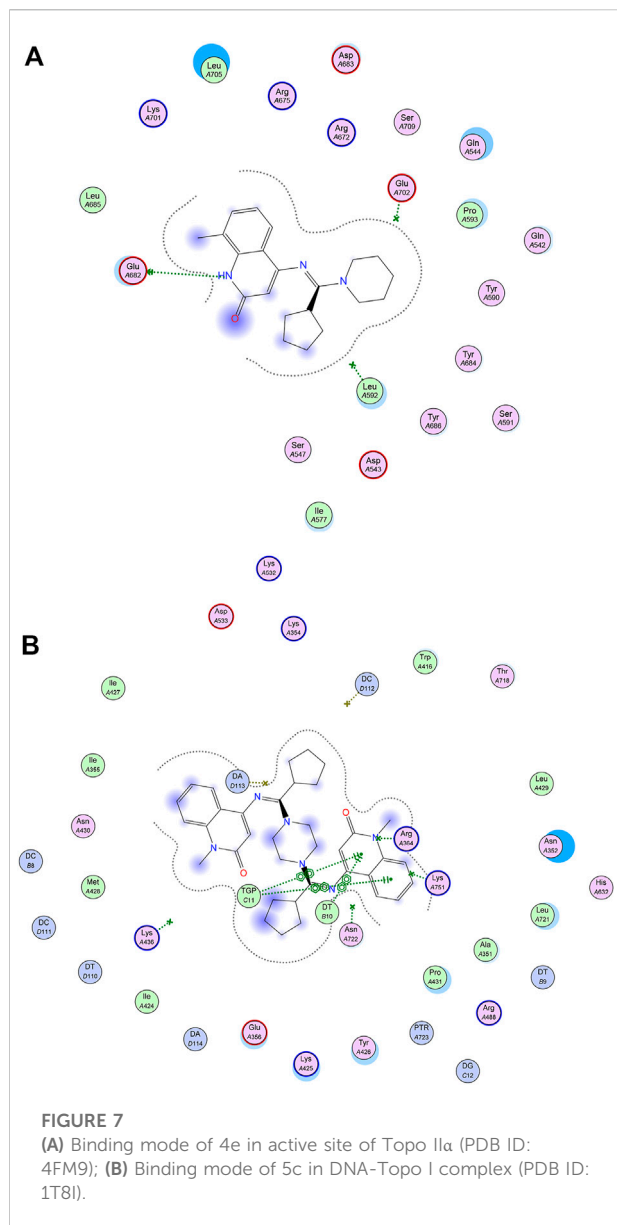 A
Leu
A705
Asp
A683
Lys
A701
Arg
A675
Arg
A672
Ser
A709
Gln
A544
Leu
A685
Glu
A702
Pro
A593
Gln
A542
Glu
A682
HN
N
N
O
Tyr
A590
Tyr
A684
Leu
A592
Tyr
A686
Ser
A591
Ser
A547
Asp
A543
Ile
A577
Lys
A532
Asp
A533
Lys
A354
B
Ile
A427
DC
D112
Trp
A416
Thr
A718
Ile
A355
DA
D113
N
N
O
N
Leu
A429
Asn
A430
Arg
A364
Asn
A352
DC
B8
N
O
N
Lys
A751
His
A632
Met
A428
TGP
C11
N
DT
B10
Leu
A721
DC
D111
Lys
A436
Asn
A722
Ala
A351
DT
D110
Pro
A431
DT
B9
Ile
A424
Arg
A488
DA
D114
Glu
A356
Tyr
A426
PTR
A723
Lys
A425
DG
C12
FIGURE 7
(A) Binding mode of 4e in active site of Topo IIα (PDB ID:
4FM9); (B) Binding mode of 5c in DNA-Topo I complex (PDB ID:
1T8I).